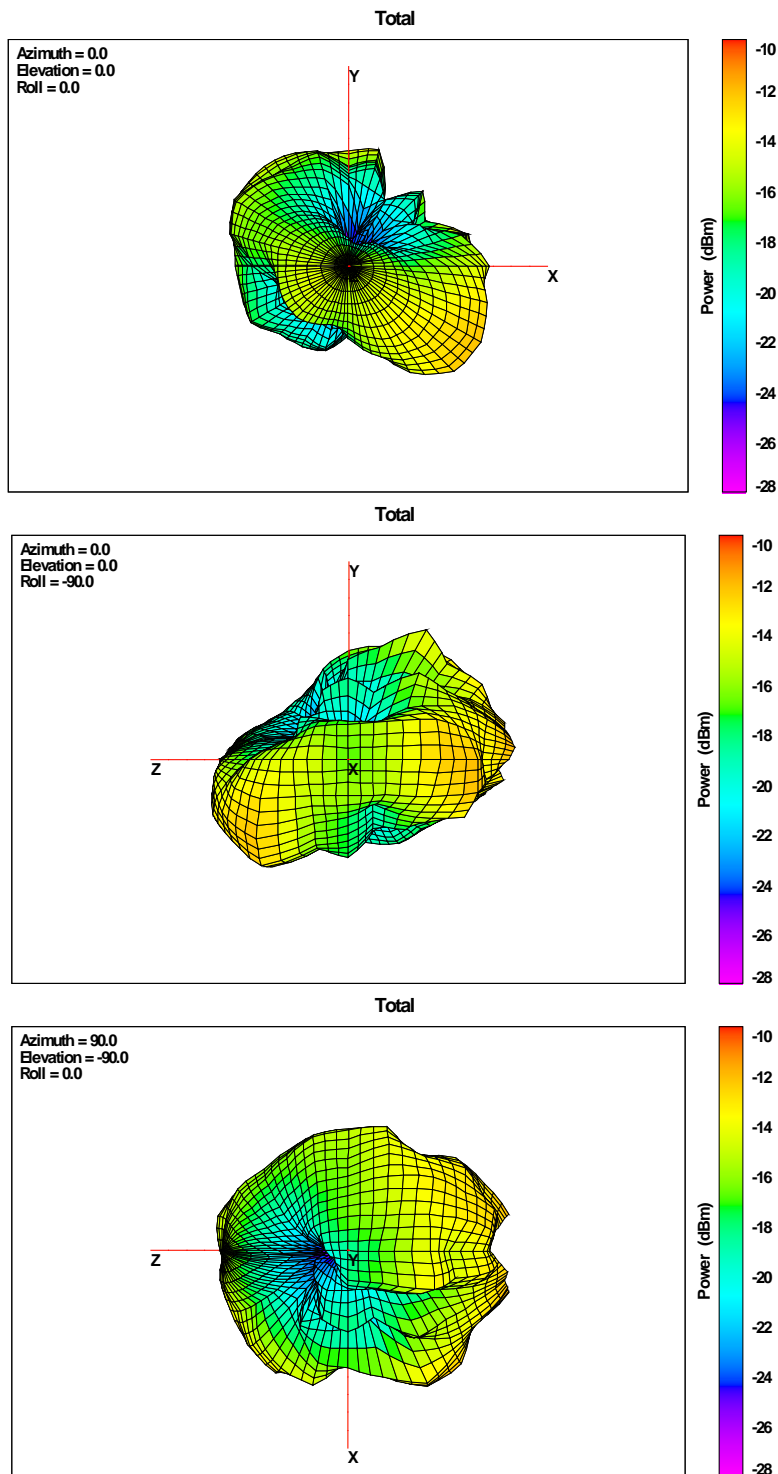 Total
Azimuth = 0.0
Elevation = 0.0
Roll = 0.0
Y
X
Power (dBm)
-10
-12
-14
-16
-18
-20
-22
-24
-26
-28
Total
Azimuth = 0.0
Elevation = 0.0
Roll = -90.0
Y
Z
X
Power (dBm)
-10
-12
-14
-16
-18
-20
-22
-24
-26
-28
Total
Azimuth = 90.0
Elevation = -90.0
Roll = 0.0
Z
Y
X
Power (dBm)
-10
-12
-14
-16
-18
-20
-22
-24
-26
-28